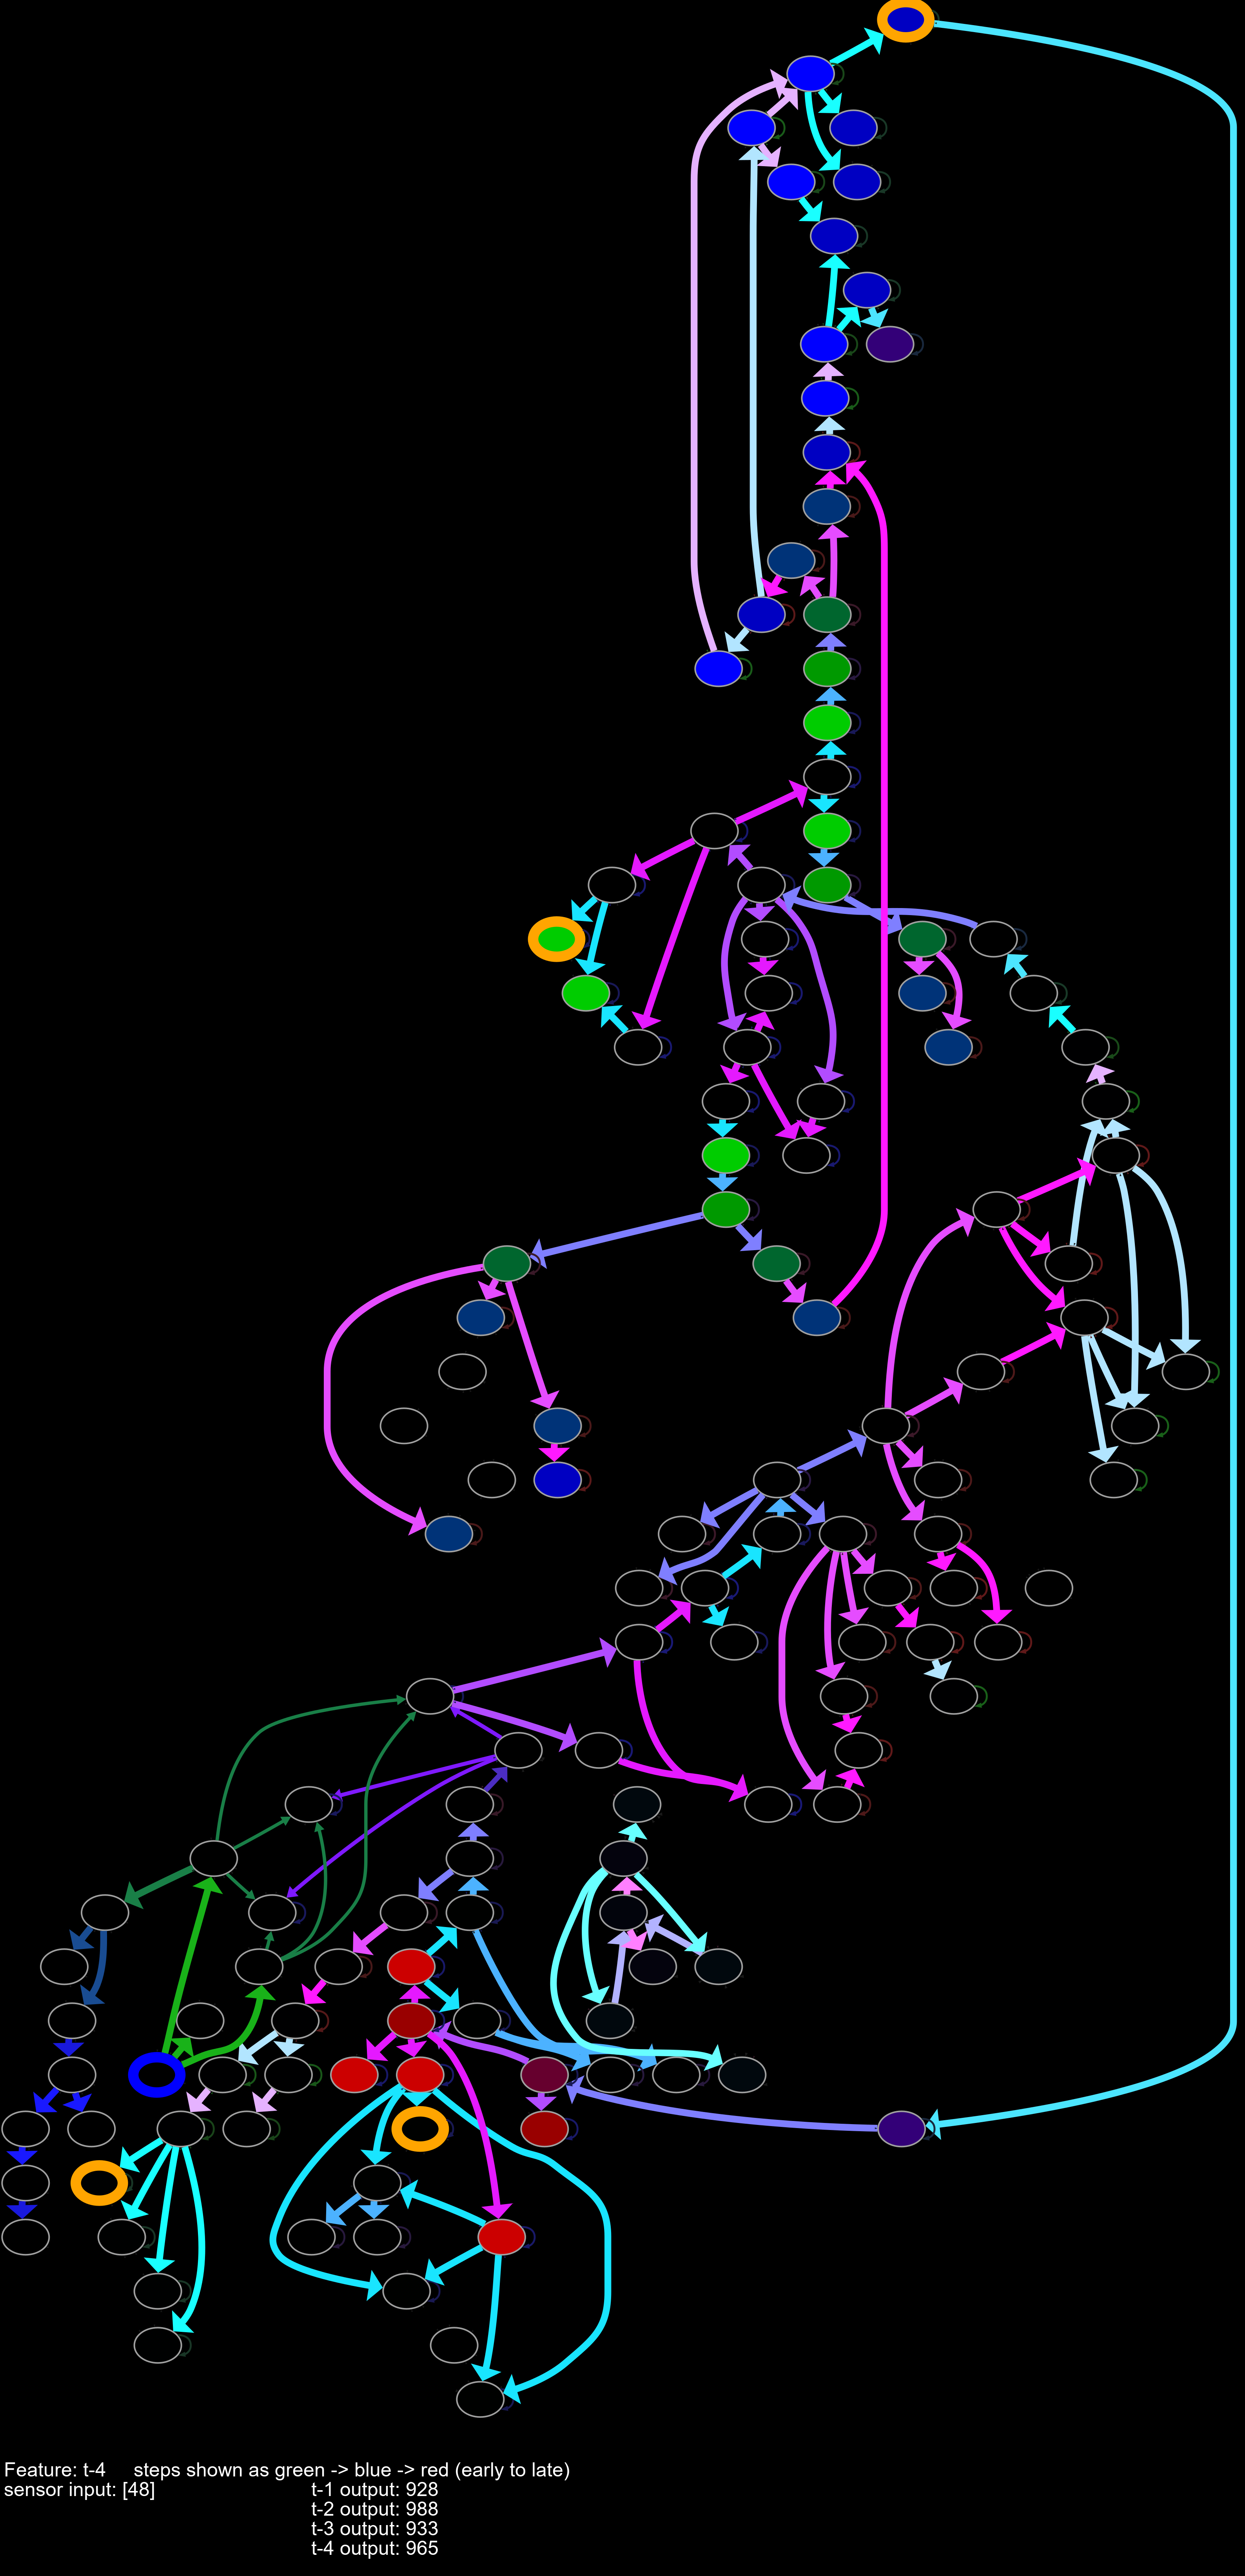 Feature: t-4 steps shown as green -> blue -> red (early to late)
sensor input: [48]
t-1 output: 928
t-2 output: 988
t-3 output: 933
t-4 output: 965